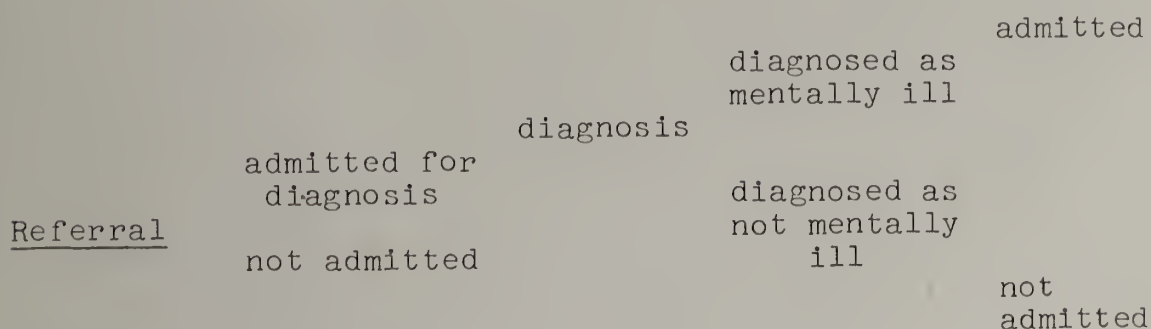 admitted
diagnosed as
mentally ill
diagnosis
admitted for
diagnosis
diagnosed as
not mentally
ill
Referral
not admitted
not
admitted